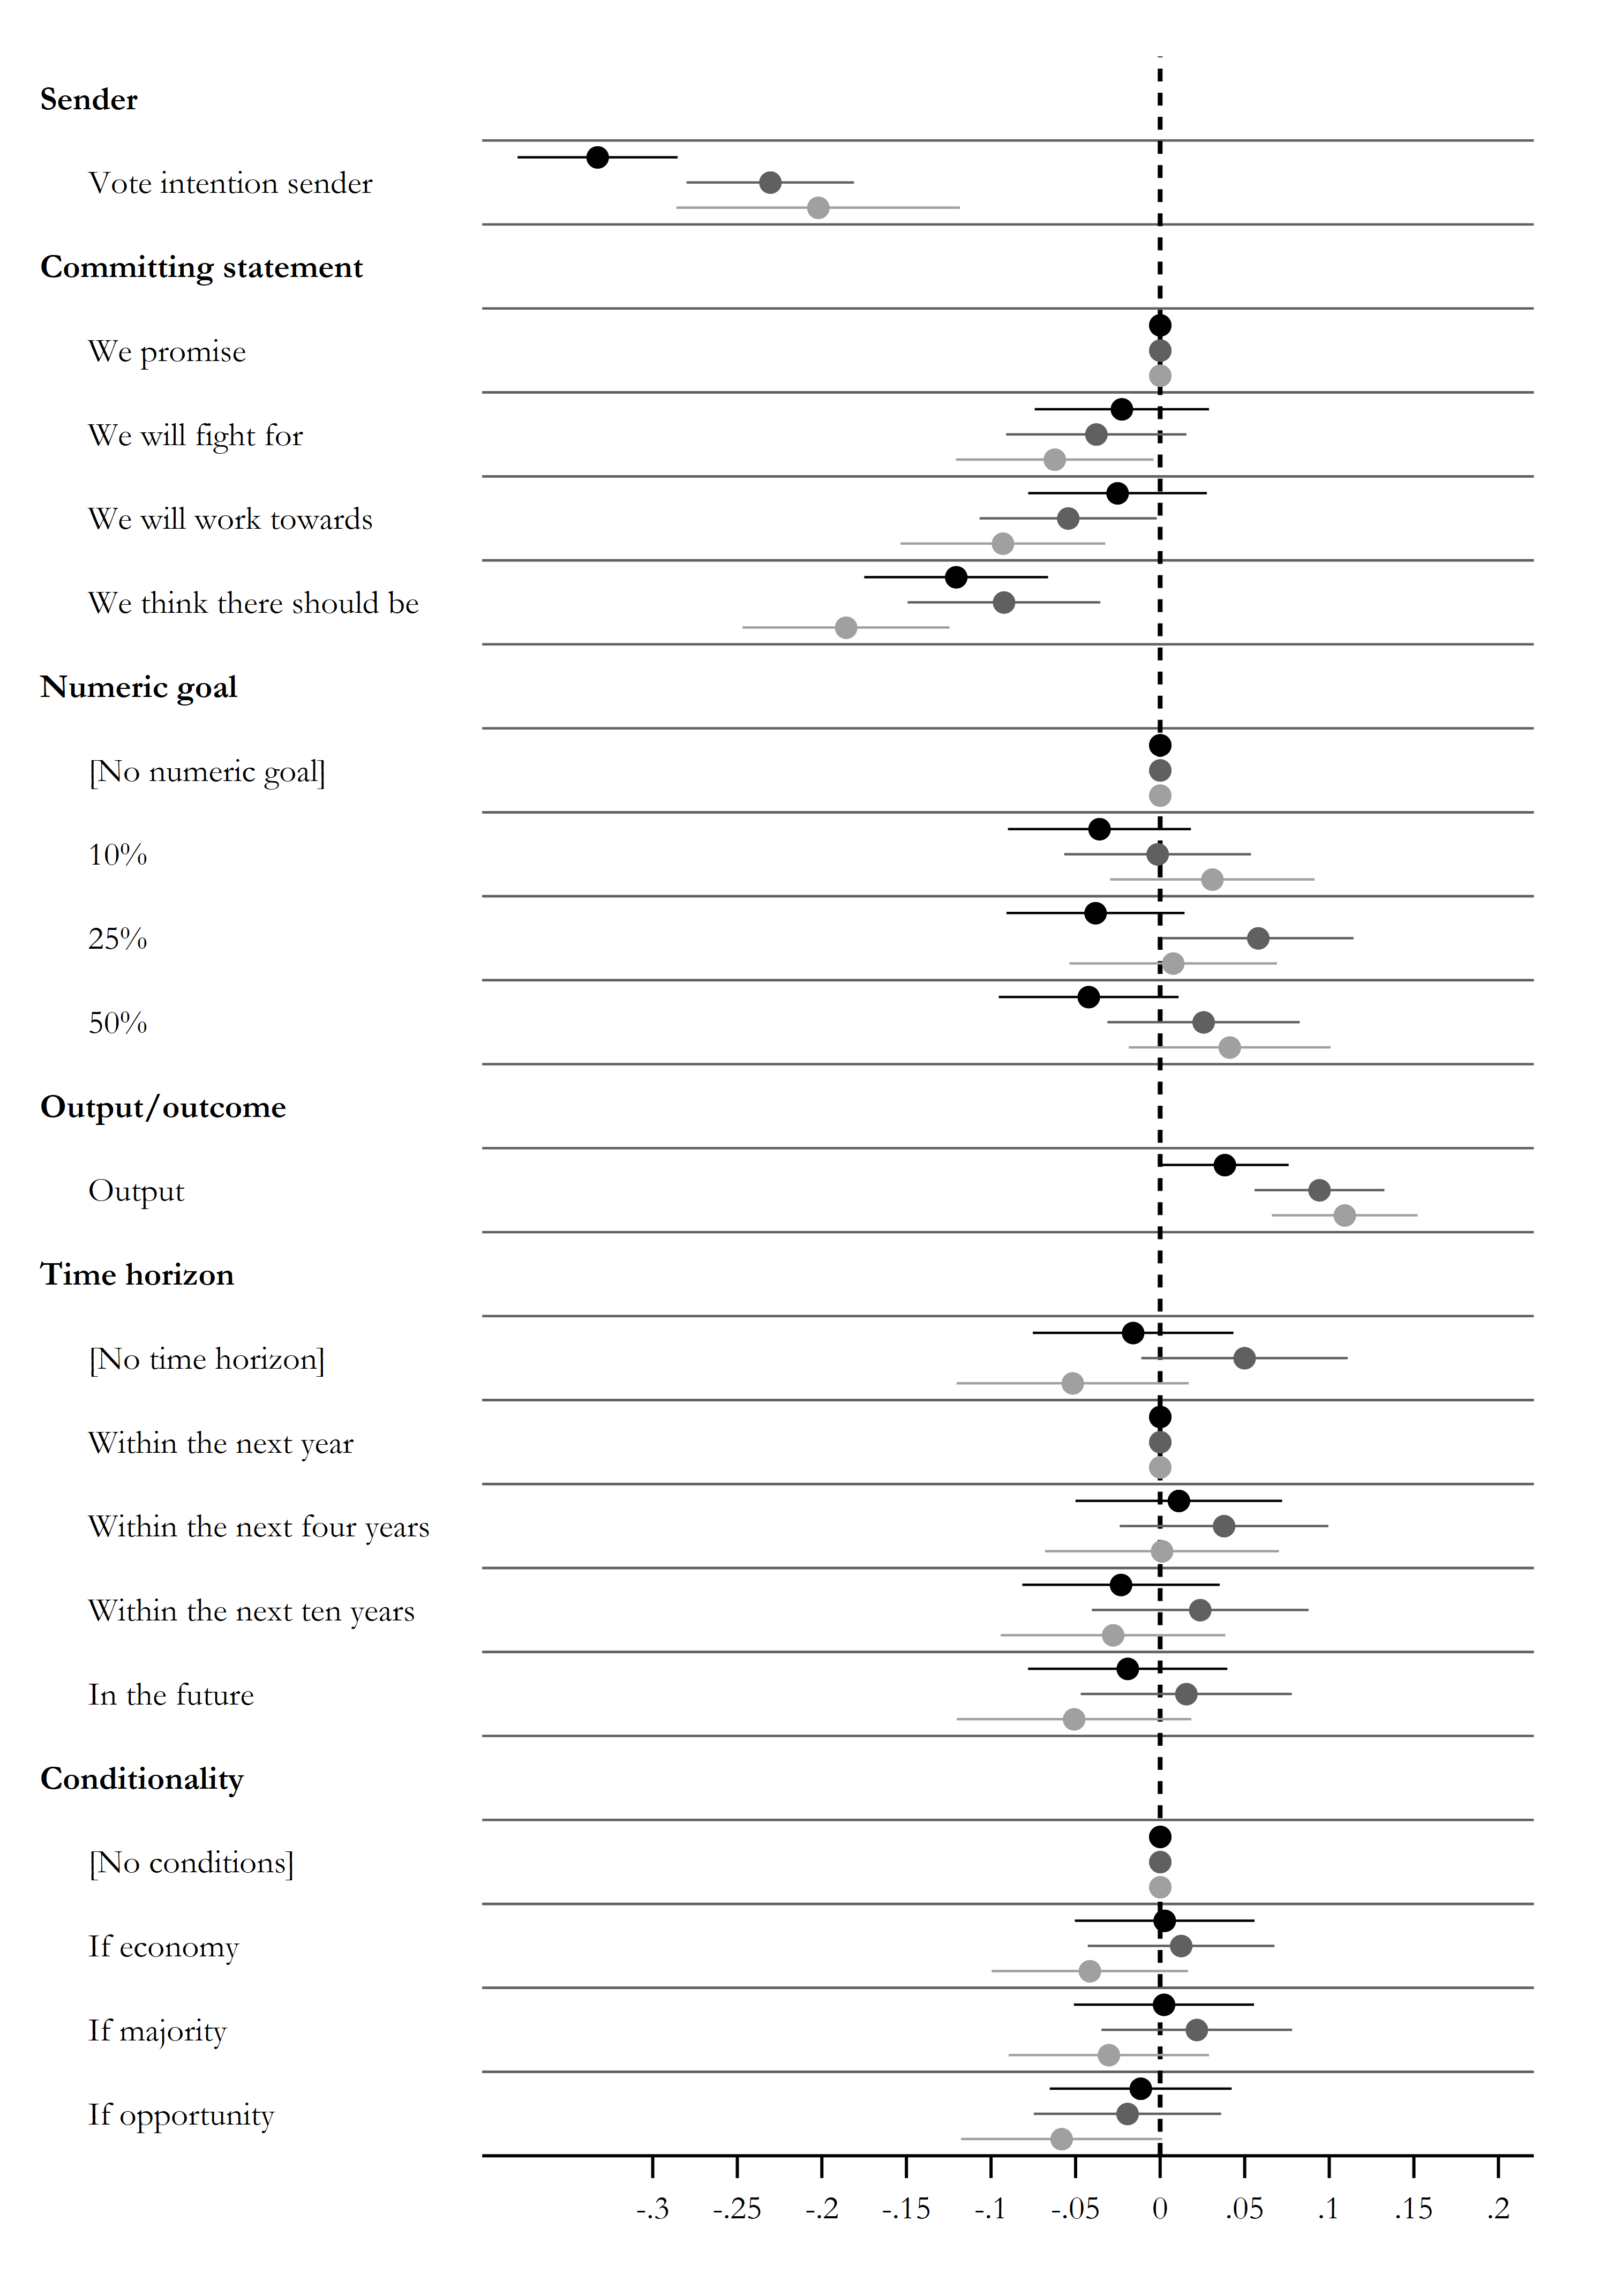 Sender
Vote intention sender
Committing statement
We promise
We will fight for
We will work towards
We think there should be
Numeric goal
[No numeric goal]
10%
25%
50%
Output/outcome
Output
Time horizon
[No time horizon]
Within the next year
Within the next four years
Within the next ten years
In the future
Conditionality
[No conditions]
If economy
If majority
If opportunity
-.3 -.25 -.2 -.15 -.1 -.05 0 .05 .1 .15 .2